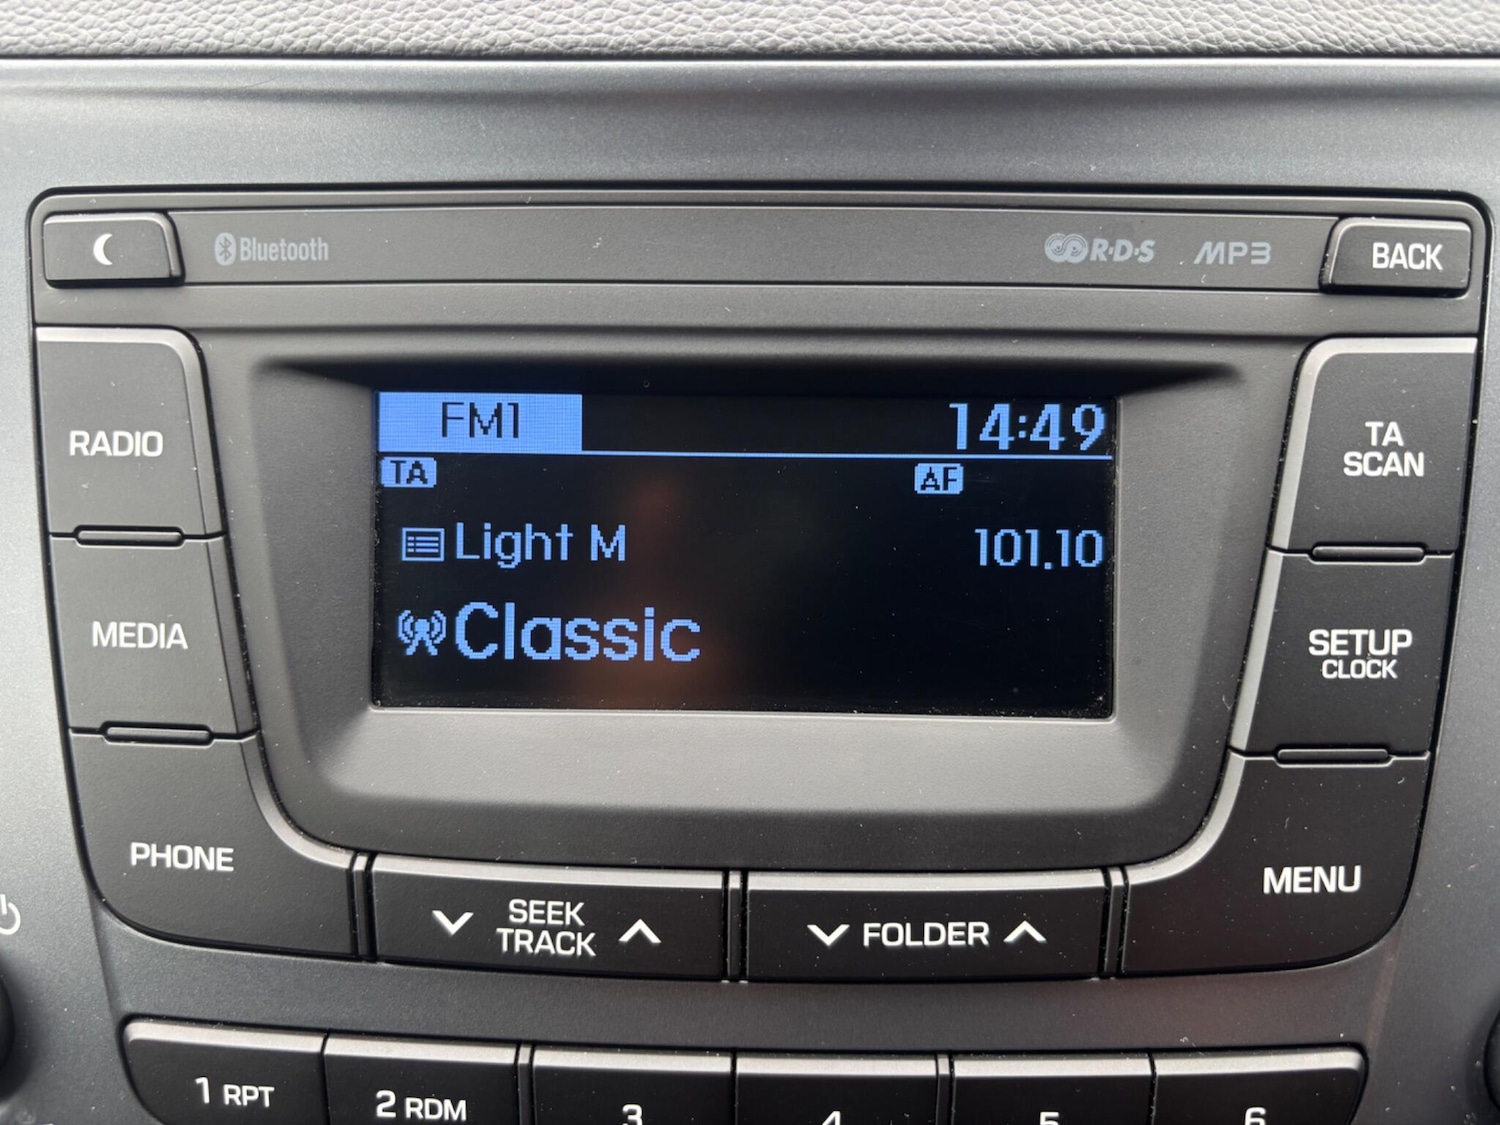 Bluetooth
R·D·S
MP3
BACK
FM1
14:49
TA
AF
Light M
101.10
Classic
RADIO
MEDIA
PHONE
TA
SCAN
SETUP
CLOCK
MENU
SEEK
TRACK
FOLDER
1 RPT
2 RDM
3
4
5
6